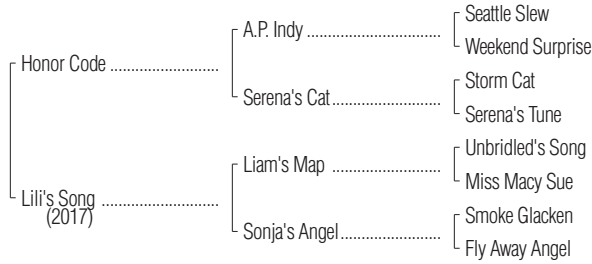 Seattle Slew
A.P. Indy ................................
Weekend Surprise
Honor Code ................................
Storm Cat
Serena's Cat ................................
Serena's Tune
Unbridled's Song
Liam's Map ................................
Miss Macy Sue
Lili's Song ................................
(2017)
Smoke Glacken
Sonja's Angel ................................
Fly Away Angel